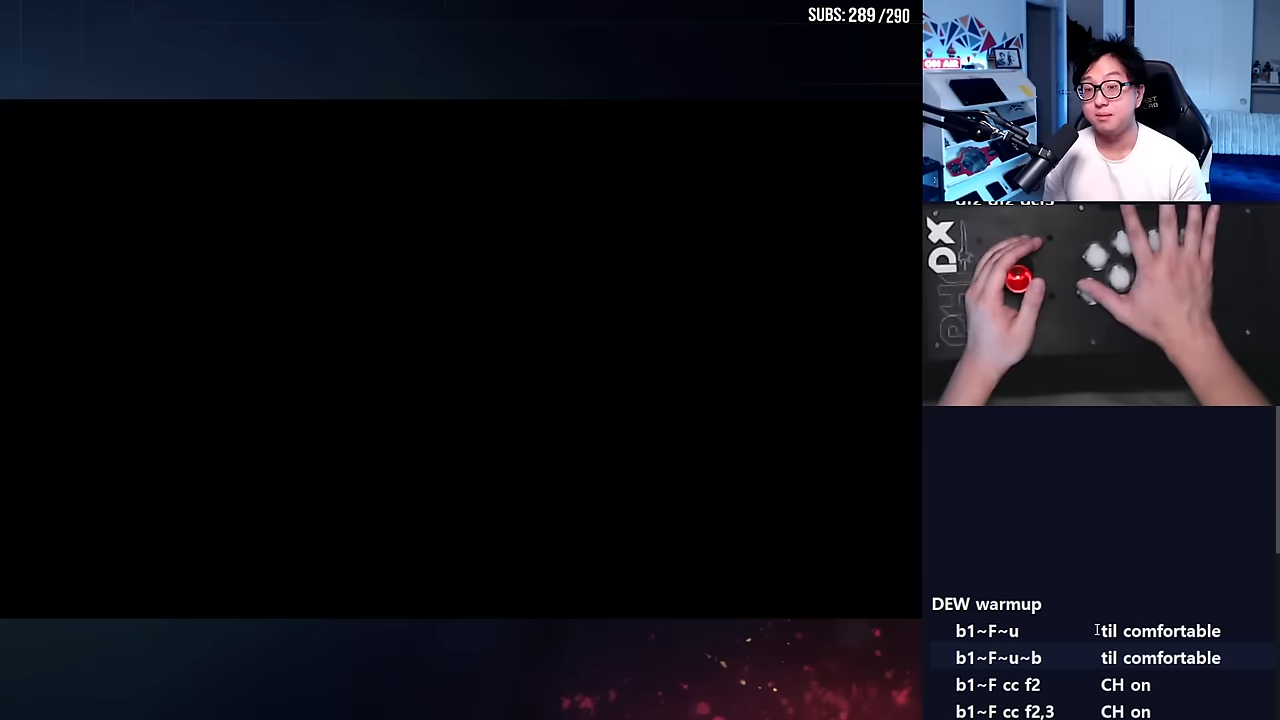 SUBS: 289/290
ON AIR
DX
DEW warmup
b1~F~u til comfortable
b1~F~u~b til comfortable
b1~F cc f2 CH on
b1~F cc f2,3 CH on